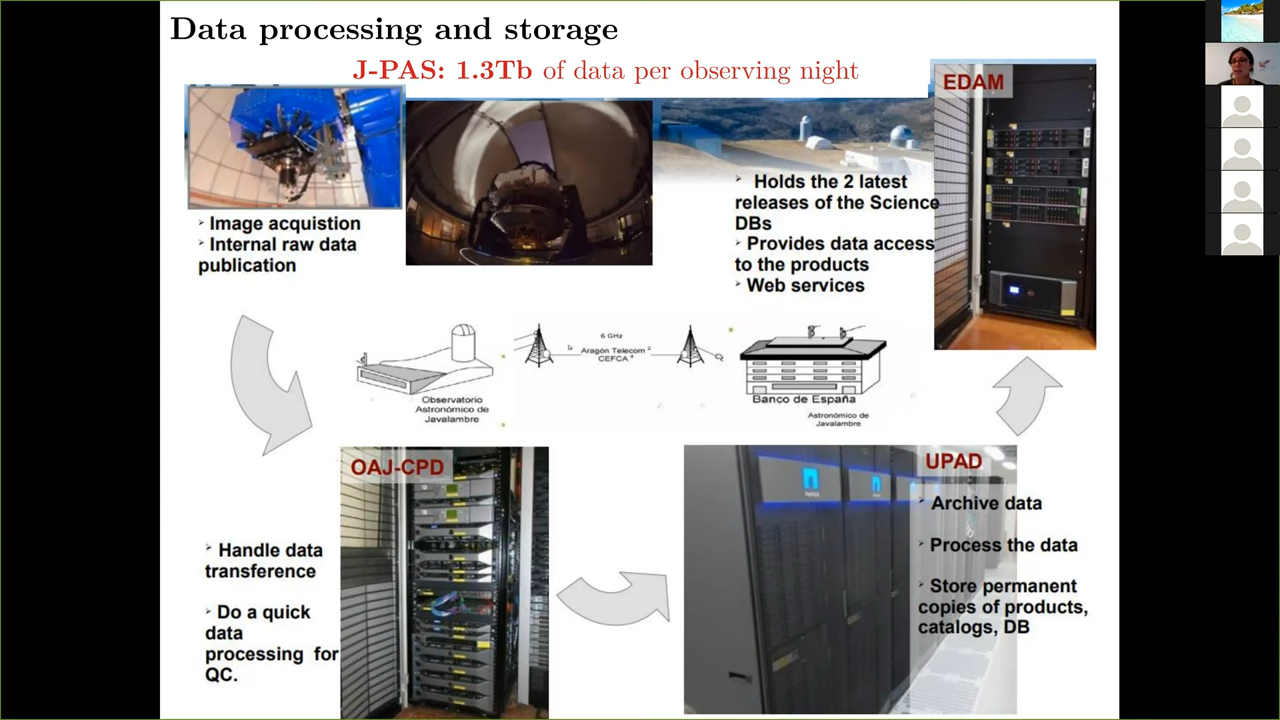 Data processing and storage
J-PAS: 1.3Tb of data per observing night
Image acquistion
Internal raw data
publication
Holds the 2 latest
releases of the Science
DBs
Provides data access
to the products
Web services
EDAM
6 GHz
Aragón Telecom 2
CEFCA 4
Observatorio
Astronómico de
Javalambre
Banco de España
Astronómico de
Javalambre
OAJ-CPD
Handle data
transference
Do a quick
data
processing for
QC.
UPAD
Archive data
Process the data
Store permanent
copies of products,
catalogs, DB